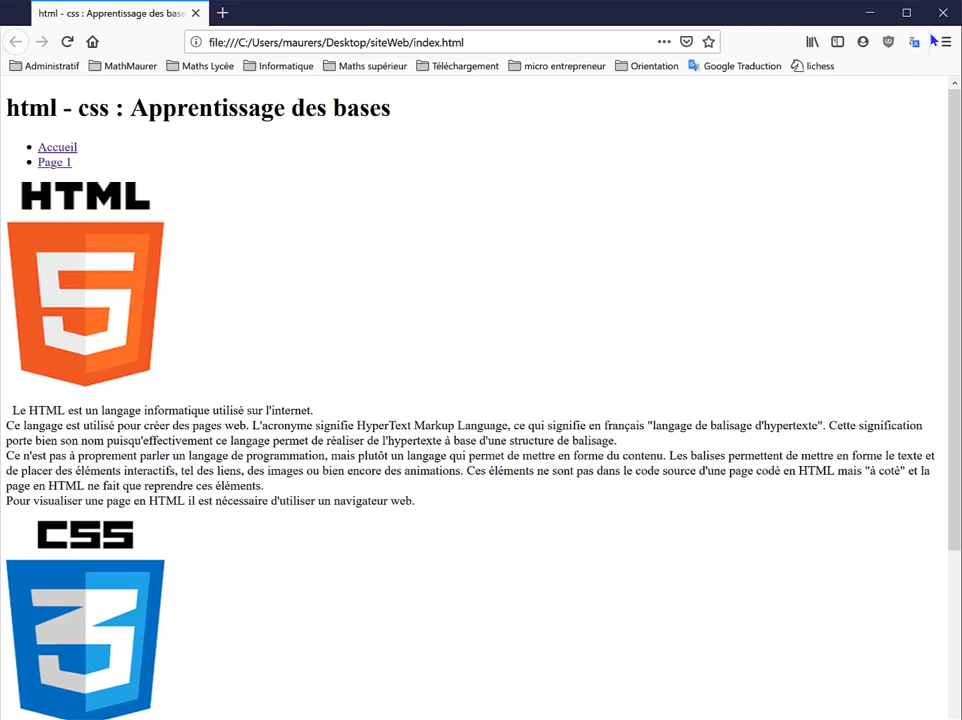 html - css : Apprentissage des bases
file:///C:/Users/maurers/Desktop/siteWeb/index.html
Administratif MathMaurer Maths Lycée Informatique Maths supérieur Téléchargement micro entrepreneur Orientation Google Traduction lichess
html - css : Apprentissage des bases
Accueil
Page 1
HTML
5
Le HTML est un langage informatique utilisé sur l'internet.
Ce langage est utilisé pour créer des pages web. L'acronyme signifie HyperText Markup Language, ce qui signifie en français "langage de balisage d'hypertexte". Cette signification
porte bien son nom puisqu'effectivement ce langage permet de réaliser de l'hypertexte à base d'une structure de balisage.
Ce n'est pas à proprement parler un langage de programmation, mais plutôt un langage qui permet de mettre en forme du contenu. Les balises permettent de mettre en forme le texte et
de placer des éléments interactifs, tel des liens, des images ou bien encore des animations. Ces éléments ne sont pas dans le code source d'une page codé en HTML mais "à coté" et la
page en HTML ne fait que reprendre ces éléments.
Pour visualiser une page en HTML il est nécessaire d'utiliser un navigateur web.
CSS
3